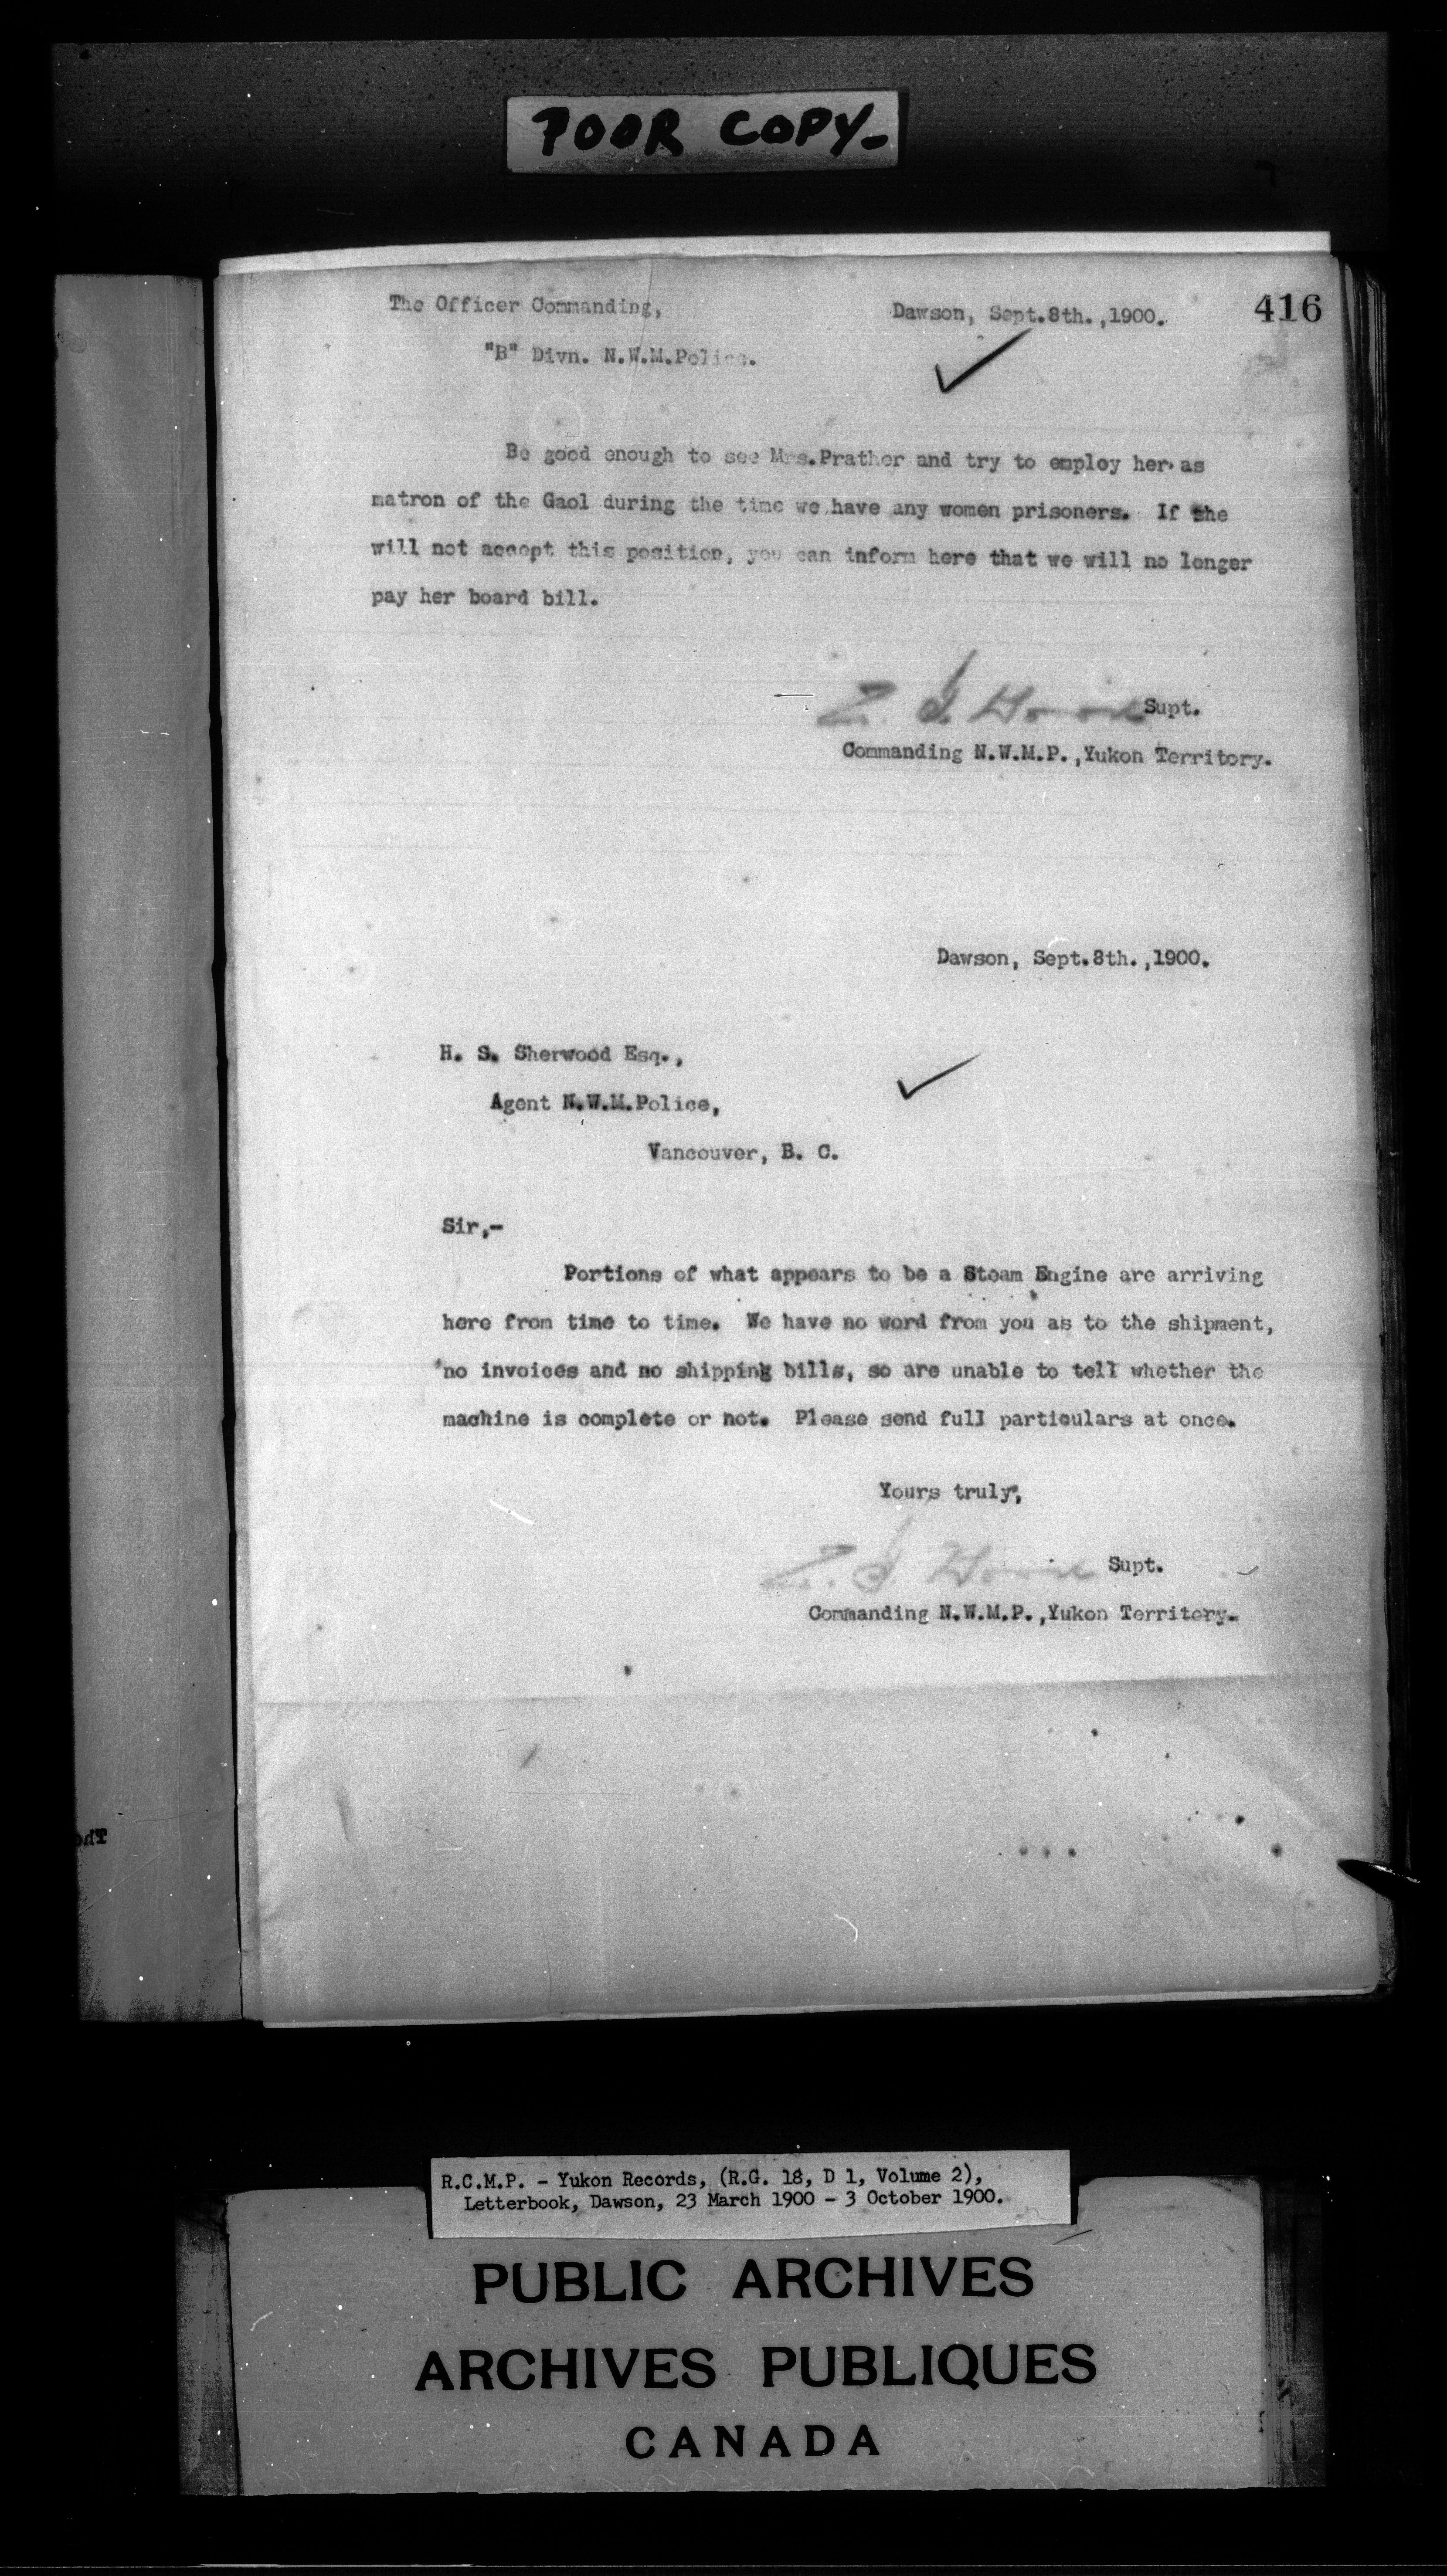 POOR COPY-
416
The Officer Commanding,
Dawson, Sept.8th.,1900.
"B" Divn. N.W.M.Police.
Be good enough to see Mrs.Prather and try to employ her as
matron of the Gaol during the time we have any women prisoners. If she
will not accept this position, you can inform here that we will no longer
pay her board bill.
Z. T. Wood Supt.
Commanding N.W.M.P.,Yukon Territory.
Dawson, Sept.8th.,1900.
H. S. Sherwood Esq.,
Agent N.W.M.Police,
Vancouver, B. C.
Sir,-
Portions of what appears to be a Steam Engine are arriving
here from time to time. We have no word from you as to the shipment,
no invoices and no shipping bills, so are unable to tell whether the
machine is complete or not. Please send full particulars at once.
Yours truly,
Z. T. Wood Supt.
Commanding N.W.M.P.,Yukon Territory.
The
R.C.M.P. - Yukon Records, (R.G. 18, D 1, Volume 2),
Letterbook, Dawson, 23 March 1900 - 3 October 1900.
PUBLIC ARCHIVES
ARCHIVES PUBLIQUES
CANADA